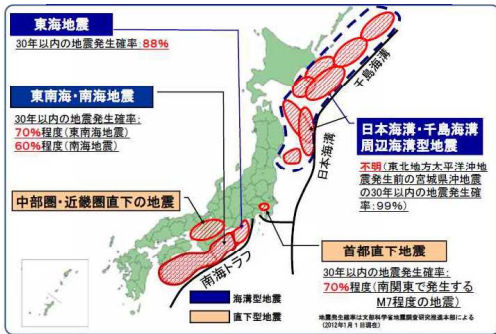 東海地震
30年以内の地震発生確率:88%
東南海・南海地震
30年以内の地震発生確率:
70%程度(東南海地震)
60%程度(南海地震)
中部圏・近畿圏直下の地震
千島海溝
日本海溝
日本海溝・千島海溝
周辺海溝型地震
不明(東北地方太平洋沖地
震発生前の宮城県沖地震
の30年以内の地震発生確
率:99%)
首都直下地震
30年以内の地震発生確率:
70%程度(南関東で発生する
M7程度の地震)
南海トラフ
海溝型地震
直下型地震
地震発生確率は文部科学省地震調査研究推進本部による
(2012年1月1日現在)